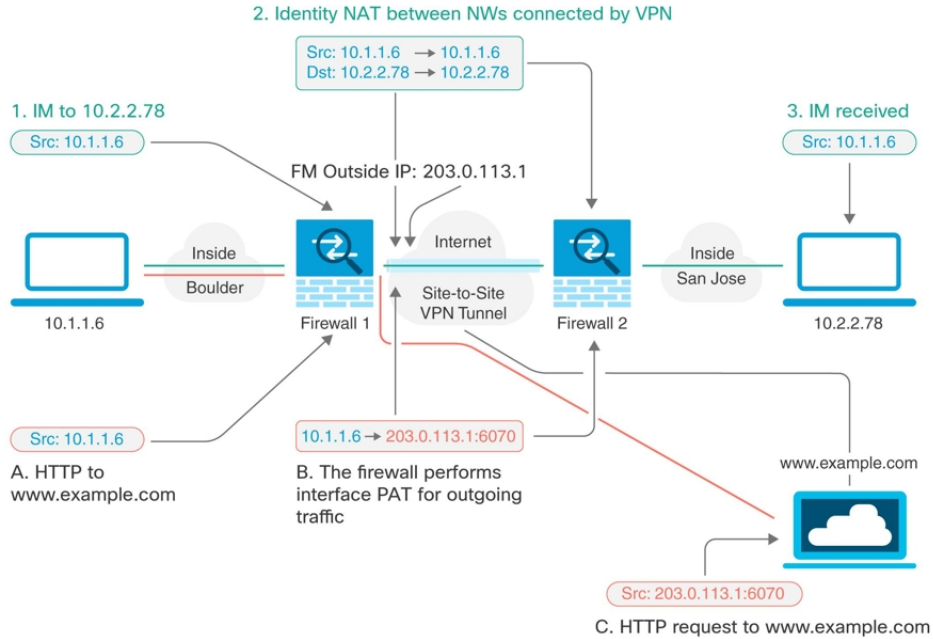 2. Identity NAT between NWs connected by VPN
Src: 10.1.1.6 → 10.1.1.6
Dst: 10.2.2.78 → 10.2.2.78
1. IM to 10.2.2.78
Src: 10.1.1.6
3. IM received
Src: 10.1.1.6
FM Outside IP: 203.0.113.1
Inside
Boulder
Internet
Site-to-Site
VPN Tunnel
Inside
San Jose
10.1.1.6
Firewall 1
Firewall 2
10.2.2.78
Src: 10.1.1.6
A. HTTP to
www.example.com
10.1.1.6 → 203.0.113.1:6070
B. The firewall performs
interface PAT for outgoing
traffic
www.example.com
Src: 203.0.113.1:6070
C. HTTP request to www.example.com